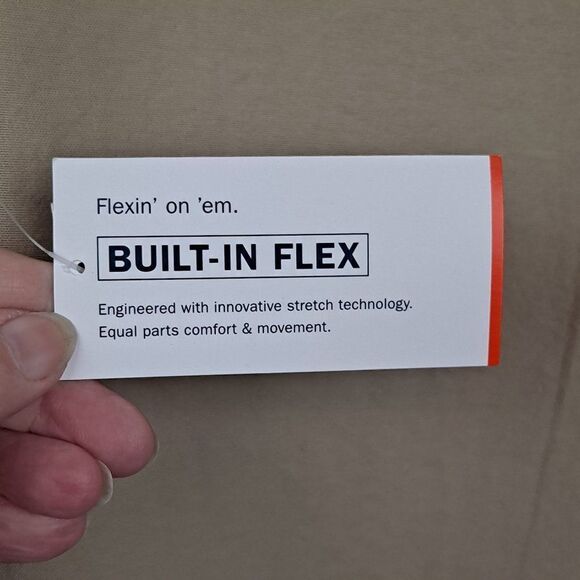 Flexin’ on ’em.
BUILT-IN FLEX
Engineered with innovative stretch technology.
Equal parts comfort & movement.